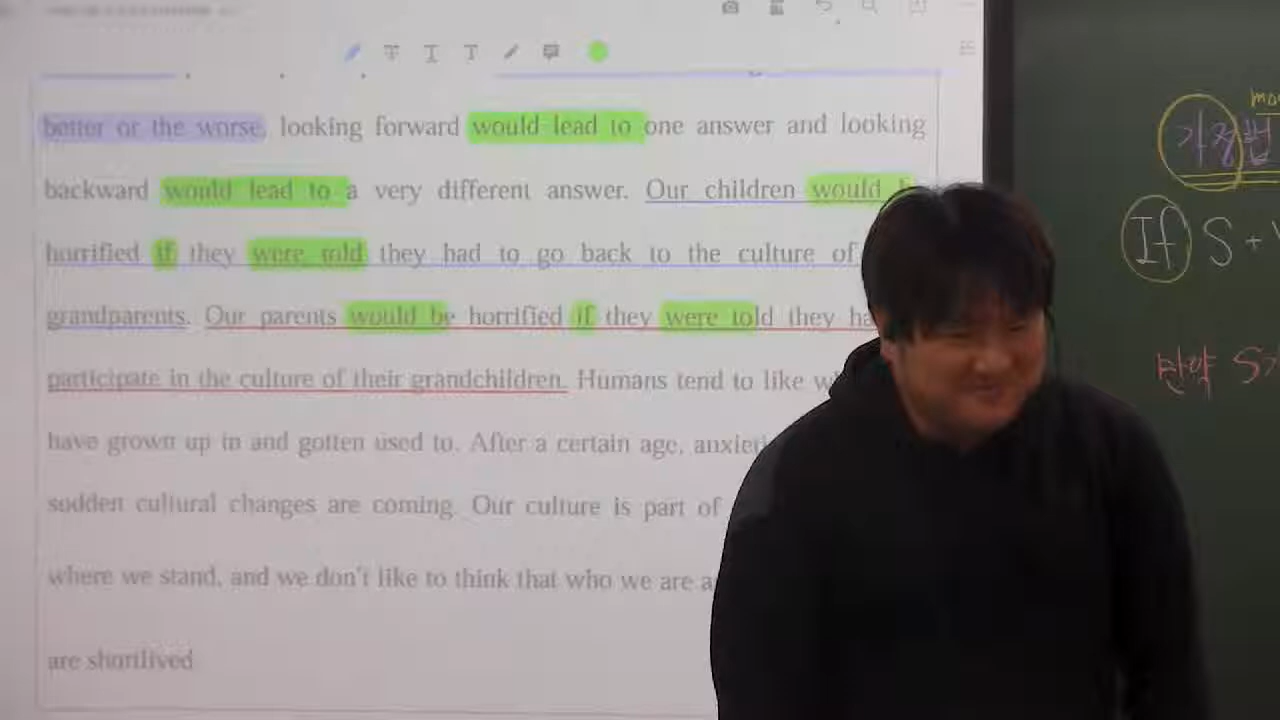 better or the worse, looking forward would lead to one answer and looking
backward would lead to a very different answer. Our children would
horrified if they were told they had to go back to the culture of
grandparents. Our parents would be horrified if they were told they
participate in the culture of their grandchildren. Humans tend to like
have grown up in and gotten used to. After a certain age,
sudden cultural changes are coming. Our culture is part of
where we stand, and we don't like to think that who we are
are shortlived
가정법
If S +
만약 S가